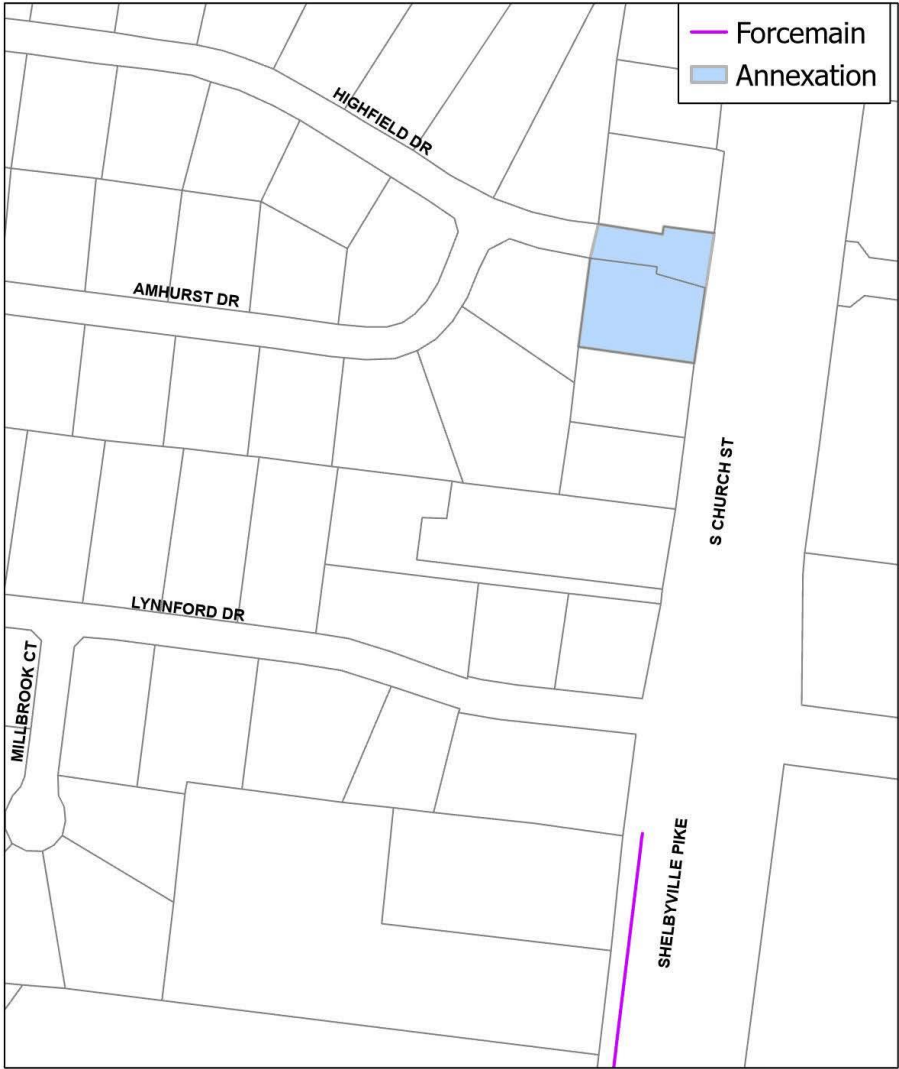 Forcemain
Annexation
HIGHFIELD DR
AMHURST DR
S CHURCH ST
LYNNFORD DR
MILLBROOK CT
SHELBYVILLE PIKE